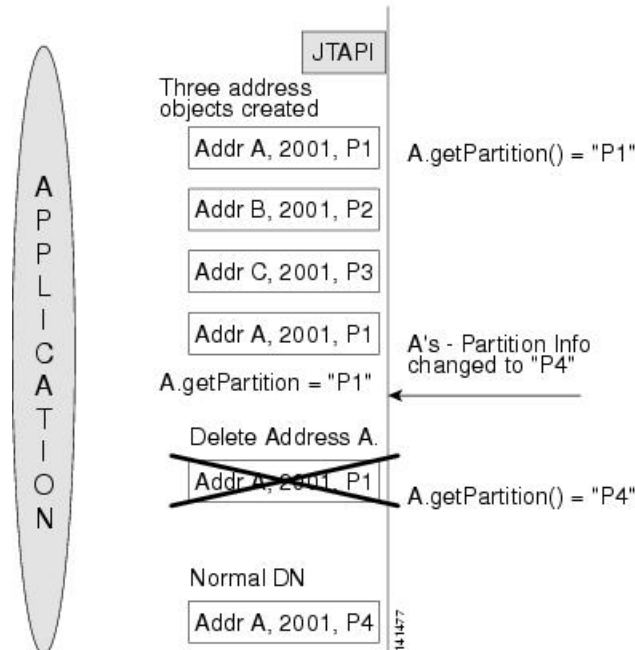 JTAPI
Three address
objects created
Addr A, 2001, P1
A.getPartition() = "P1"
Addr B, 2001, P2
Addr C, 2001, P3
Addr A, 2001, P1
A's - Partition Info
changed to "P4"
A.getPartition = "P1"
Delete Address A.
Addr A, 2001, P1
A.getPartition() = "P4"
Normal DN
Addr A, 2001, P4
141477
APPLICATION